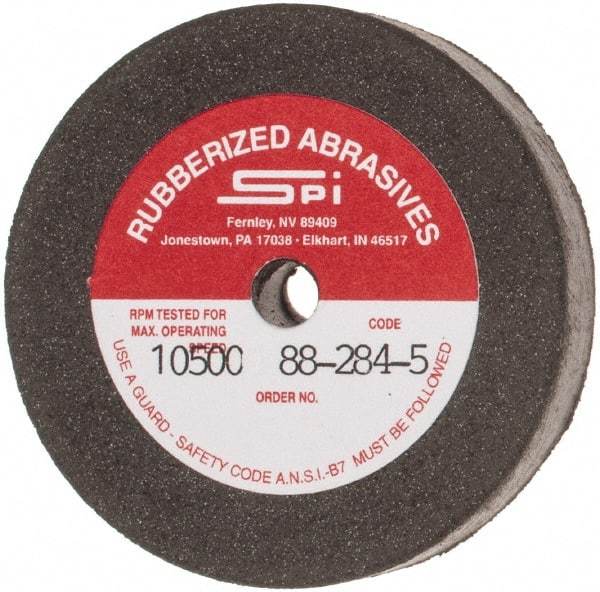 RUBBERIZED ABRASIVES
SPi
Fernley, NV 89409
Jonestown, PA 17038 · Elkhart, IN 46517
RPM TESTED FOR
MAX. OPERATING
SPEED
CODE
10500 88-284-5
ORDER NO.
USE A GUARD - SAFETY CODE A.N.S.I.-B7 MUST BE FOLLOWED